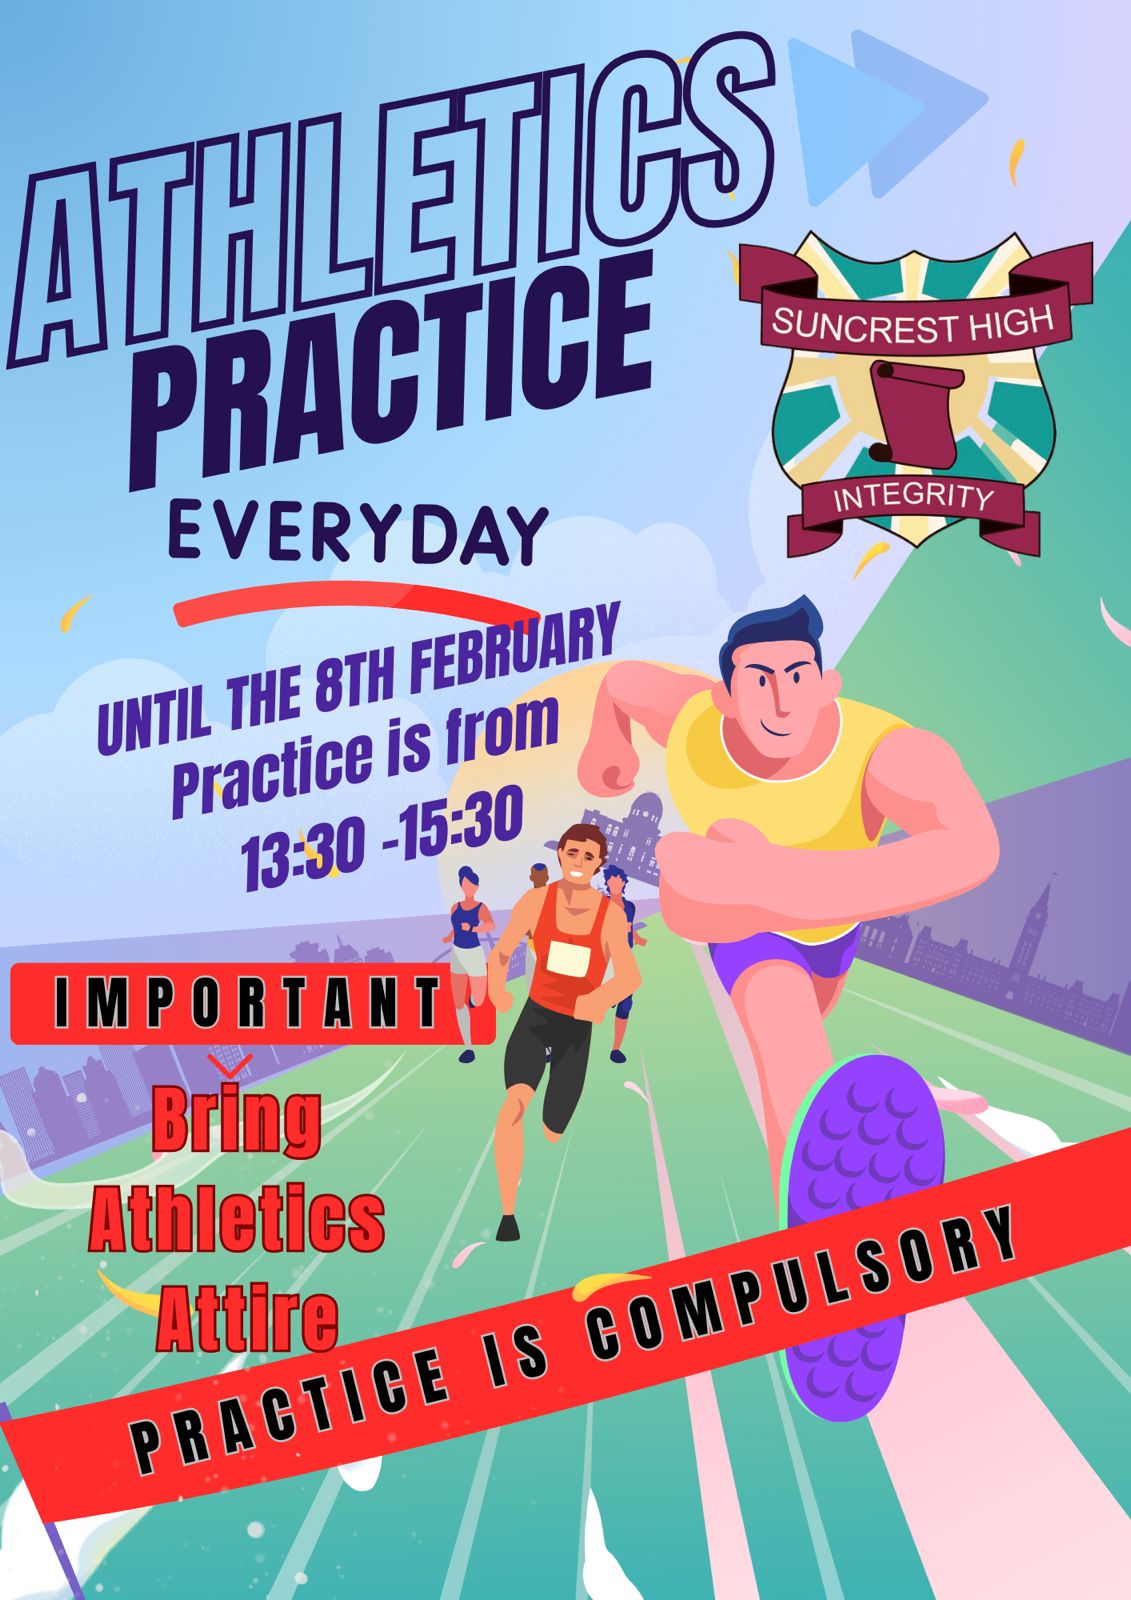 ATHLETICS
PRACTICE
SUNCREST HIGH
INTEGRITY
EVERYDAY
UNTIL THE 8TH FEBRUARY
Practice is from
13:30 -15:30
IMPORTANT
Bring
Athletics
Attire
PRACTICE IS COMPULSORY